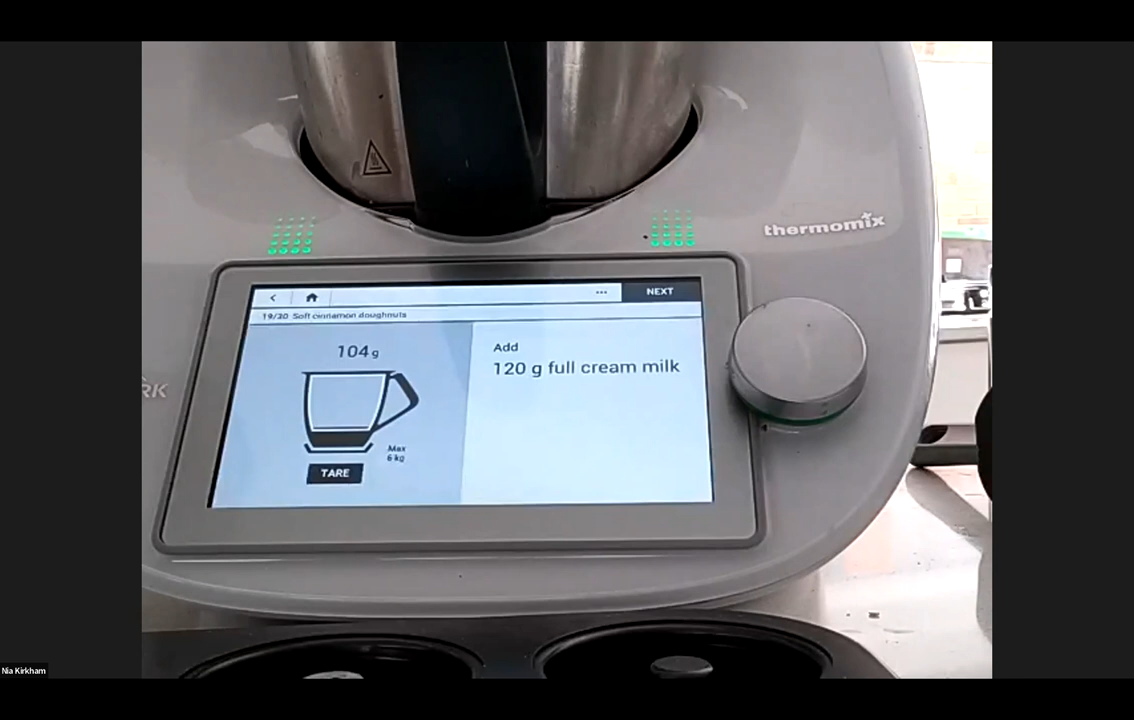 thermomix
NEXT
19/20 Soft cinnamon doughnuts
104 g
Add
120 g full cream milk
RK
Max
6 kg
TARE
Nia Kirkham